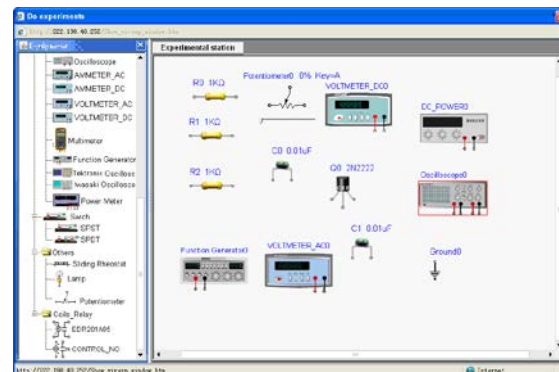 Do experiments
Equipment
Experimental station
Oscilloscope
AMMETER_AC
AMMETER_DC
VOLTMETER_AC
VOLTMETER_DC
Multimeter
Function Generator
Tektronix Oscillosc
Iwasaki Oscillosc
Power Meter
SPST
SPDT
Others
Sliding Rheostat
Lamp
Potentiometer
Coils_Relay
EDR201A05
CONTROL_NO
R0 1KΩ
Potentiometer0 0% Key=A
VOLTMETER_DC0
DC_POWER0
R1 1KΩ
C0 0.01uF
Q0 2N2222
R2 1KΩ
Oscilloscope0
C1 0.01uF
Function Generator0
VOLTMETER_AC0
Ground0
Internet